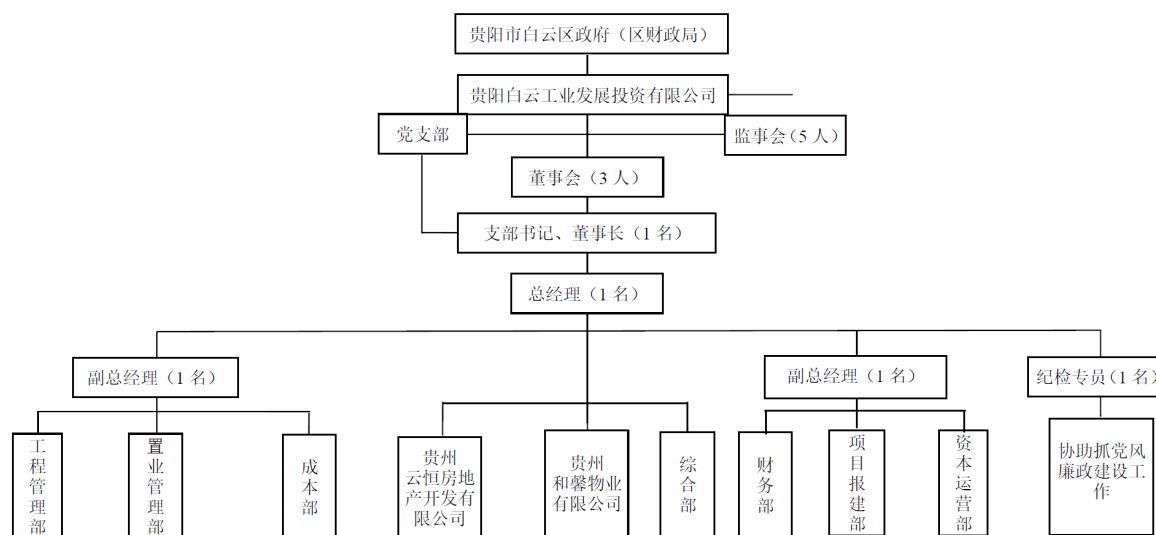 贵阳市白云区政府（区财政局）
贵阳白云工业发展投资有限公司
党支部
监事会(5 人)
董事会（3 人）
支部书记、董事长（1 名）
总经理（1 名）
副总经理（1 名）
副总经理（1 名）
纪检专员(1 名)
工程管理部
置业管理部
成本部
贵州
云恒房地
产开发有
限公司
贵州
和馨物业
有限公司
综合部
财务部
项目报建部
资本运营部
协助抓党风
廉政建设工
作